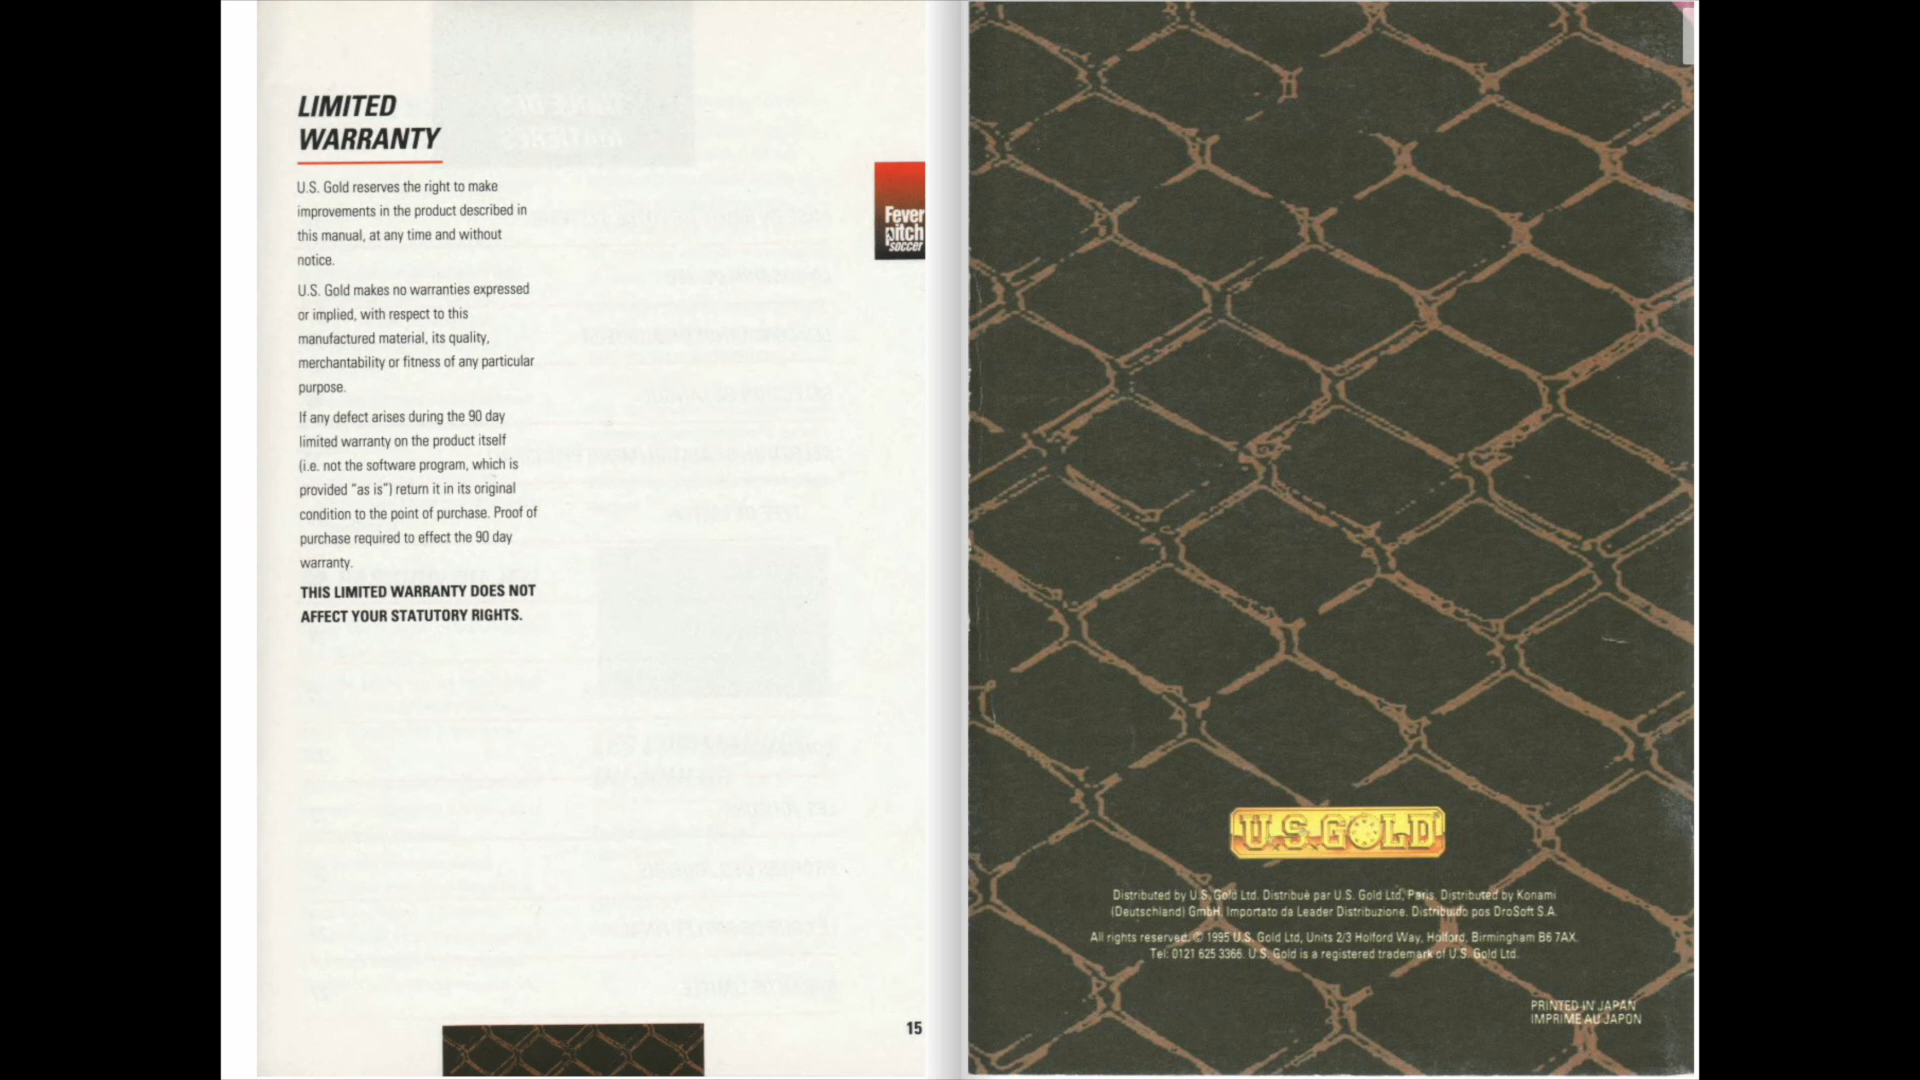 LIMITED
WARRANTY
U.S. Gold reserves the right to make
improvements in the product described in
this manual, at any time and without
notice.
U.S. Gold makes no warranties expressed
or implied, with respect to this
manufactured material, its quality,
merchantability or fitness of any particular
purpose.
If any defect arises during the 90 day
limited warranty on the product itself
(i.e. not the software program, which is
provided "as is") return it in its original
condition to the point of purchase. Proof of
purchase required to effect the 90 day
warranty.
THIS LIMITED WARRANTY DOES NOT
AFFECT YOUR STATUTORY RIGHTS.
Fever
pitch
soccer
15
U.S.GOLD
Distributed by U.S. Gold Ltd. Distribuè par U.S. Gold Ltd, Paris. Distributed by Konami
(Deutschland) GmbH. Importato da Leader Distribuzione. Distribuido pos DroSoft S.A.
All rights reserved. © 1995 U.S. Gold Ltd, Units 2/3 Holford Way, Holford, Birmingham B6 7AX.
Tel: 0121 625 3366. U.S. Gold is a registered trademark of U.S. Gold Ltd.
PRINTED IN JAPAN
IMPRIME AU JAPON